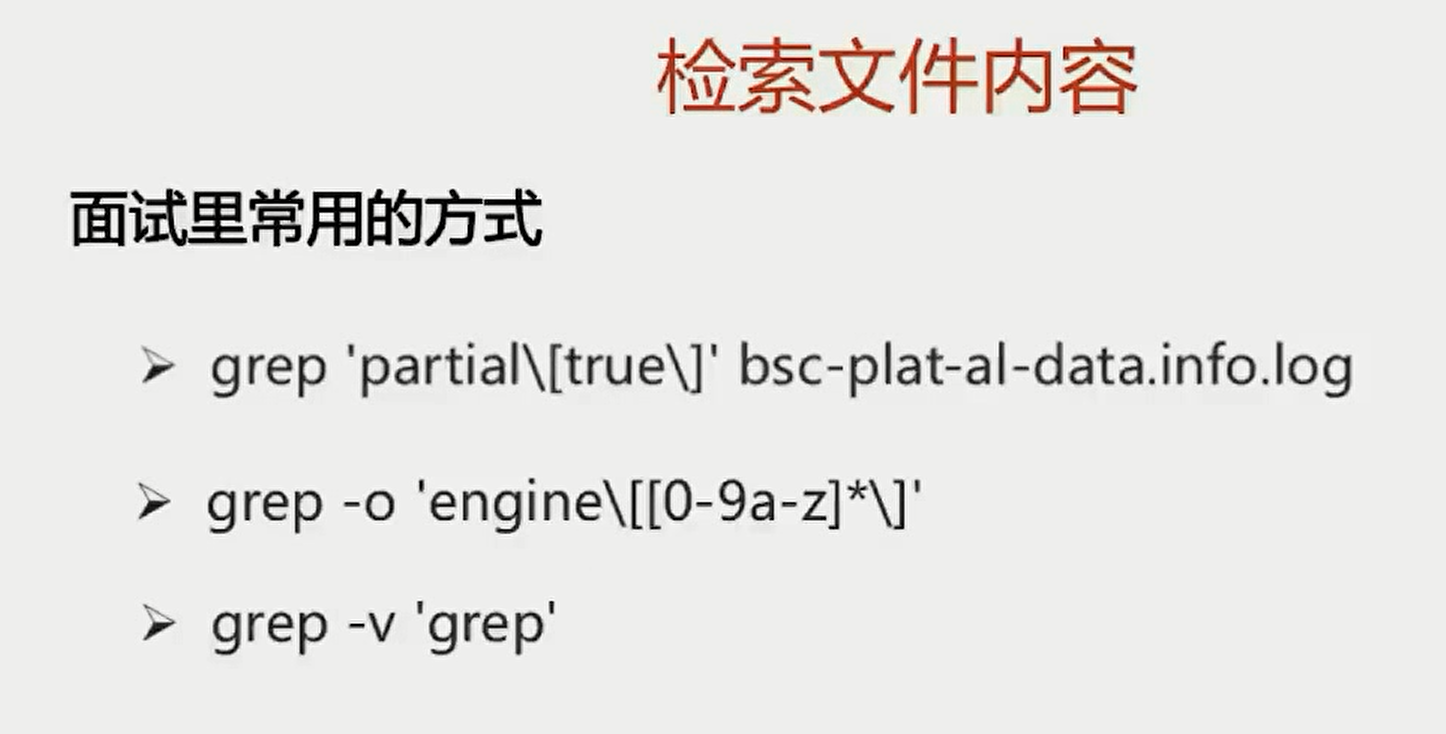 检索文件内容
面试里常用的方式
➢ grep 'partial\[true\]' bsc-plat-al-data.info.log
➢ grep -o 'engine\[[0-9a-z]*\]'
➢ grep -v 'grep'